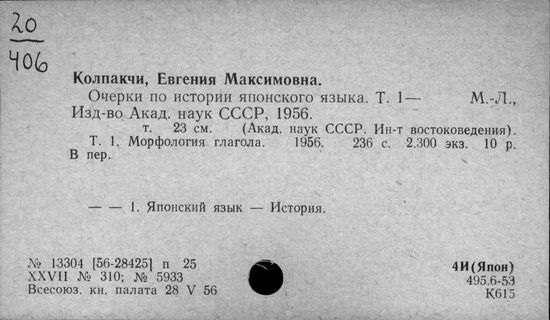 20
406
Колпакчи, Евгения Максимовна.
Очерки по истории японского языка. Т. 1— М.-Л.,
Изд-во Акад. наук СССР, 1956.
т. 23 см. (Акад. наук СССР. Ин-т востоковедения).
Т. 1. Морфология глагола. 1956. 236 с. 2.300 экз. 10 р.
В пер.
— — 1. Японский язык — История.
№ 13304 [56-28425] п 25
XXVII № 310; № 5933
Всесоюз. кн. палата 28 V 56
4И(Япон)
495.6-53
К615